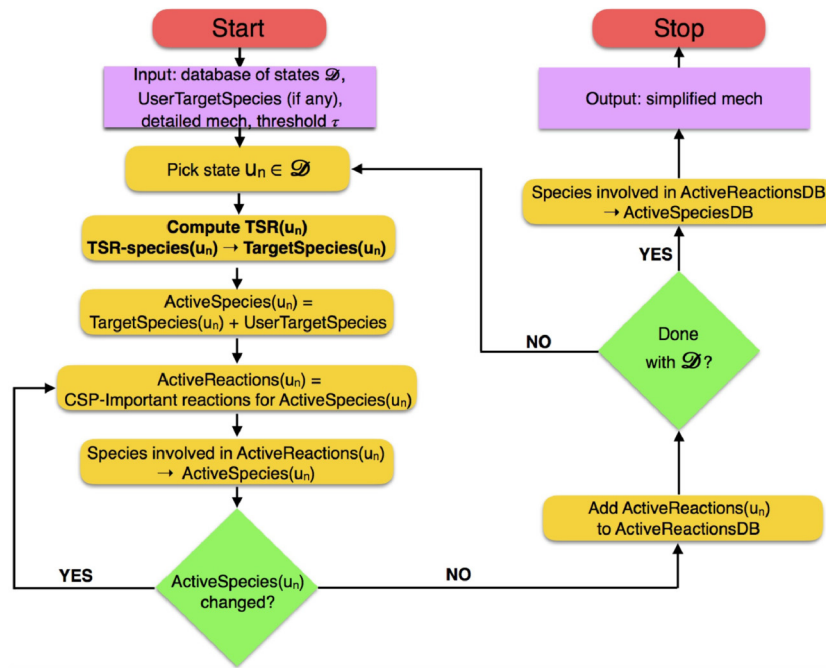 Start
Input: database of states 𝒟,
UserTargetSpecies (if any),
detailed mech, threshold τ
Pick state uₙ ∈ 𝒟
Compute TSR(uₙ)
TSR-species(uₙ) → TargetSpecies(uₙ)
ActiveSpecies(uₙ) =
TargetSpecies(uₙ) + UserTargetSpecies
ActiveReactions(uₙ) =
CSP-Important reactions for ActiveSpecies(uₙ)
Species involved in ActiveReactions(uₙ)
→ ActiveSpecies(uₙ)
ActiveSpecies(uₙ)
changed?
YES
NO
Add ActiveReactions(uₙ)
to ActiveReactionsDB
Done
with 𝒟?
NO
YES
Species involved in ActiveReactionsDB
→ ActiveSpeciesDB
Output: simplified mech
Stop